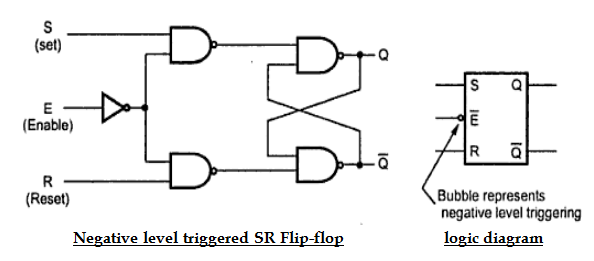 S
(set)
E
(Enable)
R
(Reset)
Q
Q̅
S Q
E̅
R Q̅
Bubble represents
negative level triggering
Negative level triggered SR Flip-flop
logic diagram